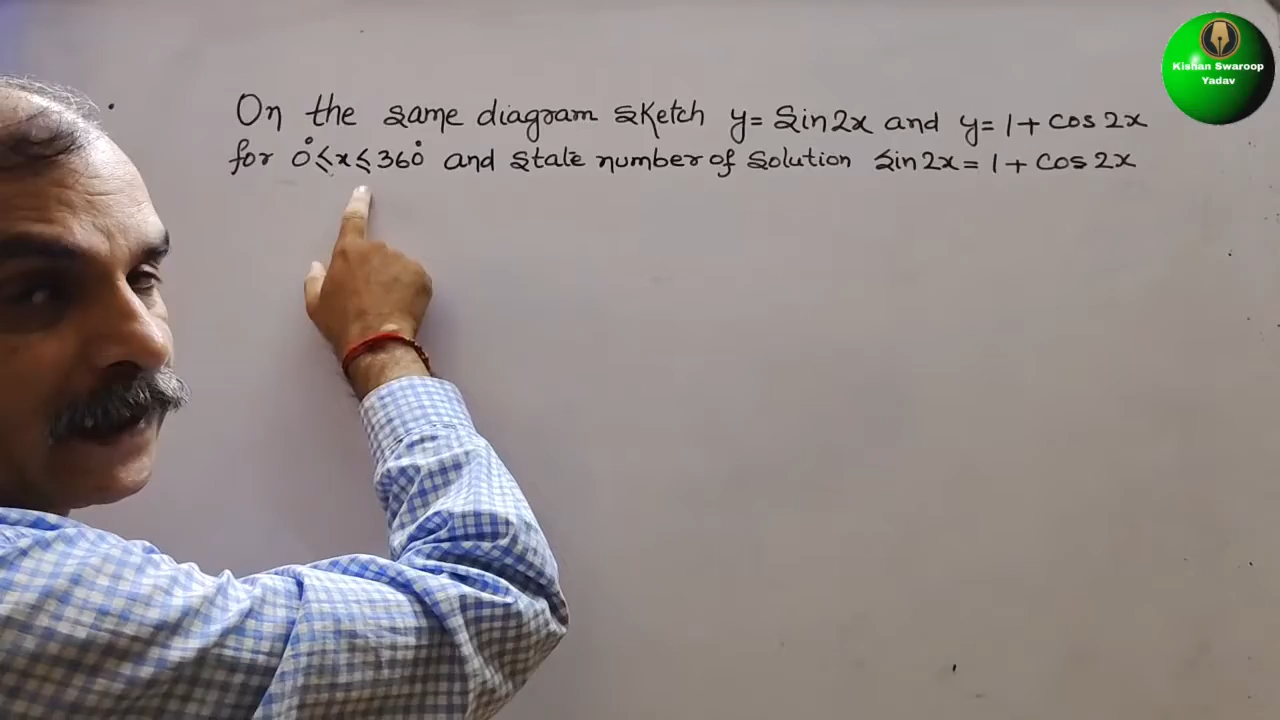 On the same diagram sketch y= Sin2x and y= 1+ cos 2x
for 0°≤x≤360° and state number of solution Sin2x= 1+ Cos2x
Kishan Swaroop
Yadav